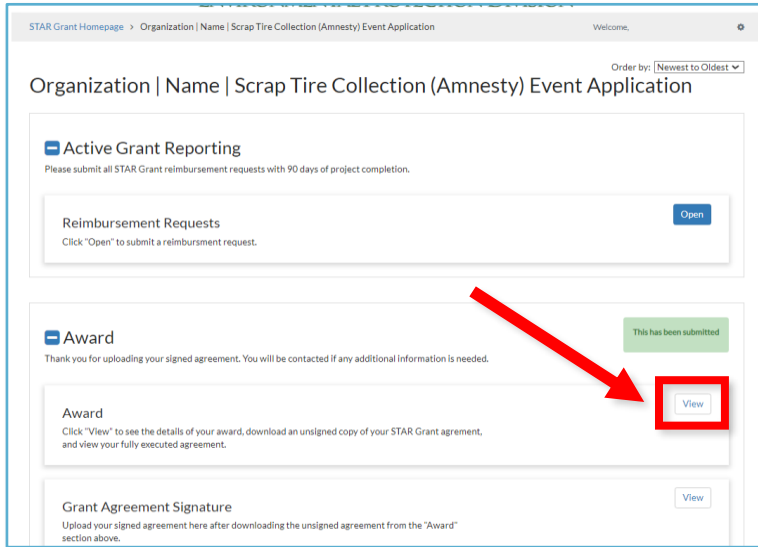 STAR Grant Homepage > Organization | Name | Scrap Tire Collection (Amnesty) Event Application
Welcome,
Order by: Newest to Oldest
Organization | Name | Scrap Tire Collection (Amnesty) Event Application
Active Grant Reporting
Please submit all STAR Grant reimbursement requests with 90 days of project completion.
Reimbursement Requests
Open
Click "Open" to submit a reimbursment request.
This has been submitted
Award
Thank you for uploading your signed agreement. You will be contacted if any additional information is needed.
View
Award
Click "View" to see the details of your award, download an unsigned copy of your STAR Grant agrement,
and view your fully executed agreement.
View
Grant Agreement Signature
Upload your signed agreement here after downloading the unsigned agreement from the "Award"
section above.